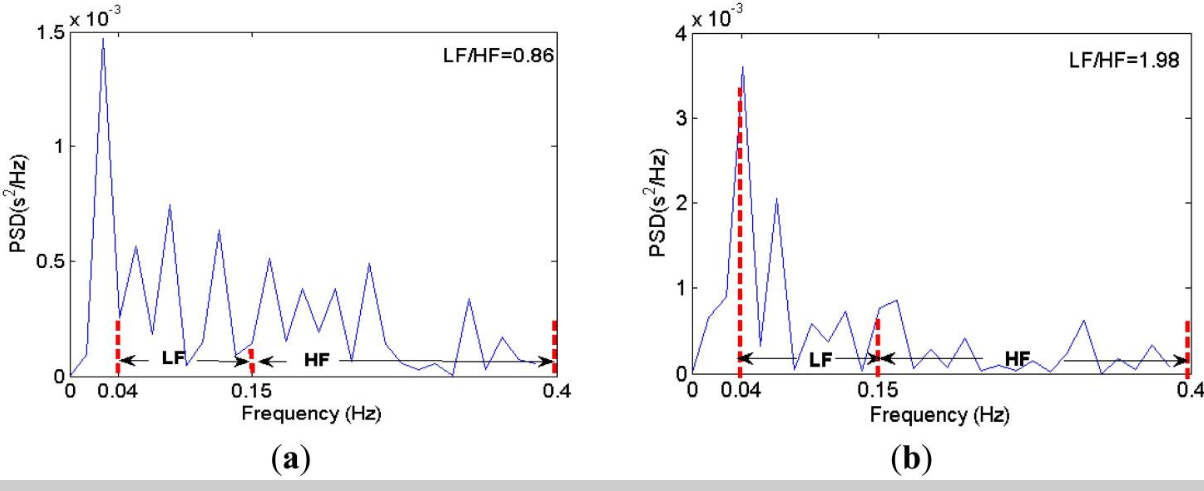 × 10⁻³
1.5
1
0.5
0
PSD(s²/Hz)
LF/HF=0.86
LF
HF
0 0.04 0.15 0.4
Frequency (Hz)
(a)
× 10⁻³
4
3
2
1
0
PSD(s²/Hz)
LF/HF=1.98
LF
HF
0 0.04 0.15 0.4
Frequency (Hz)
(b)